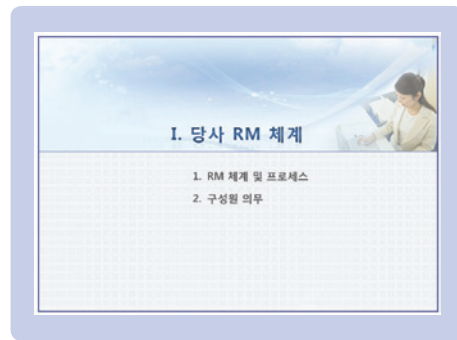 I. 당사 RM 체계
1. RM 체계 및 프로세스
2. 구성원 의무